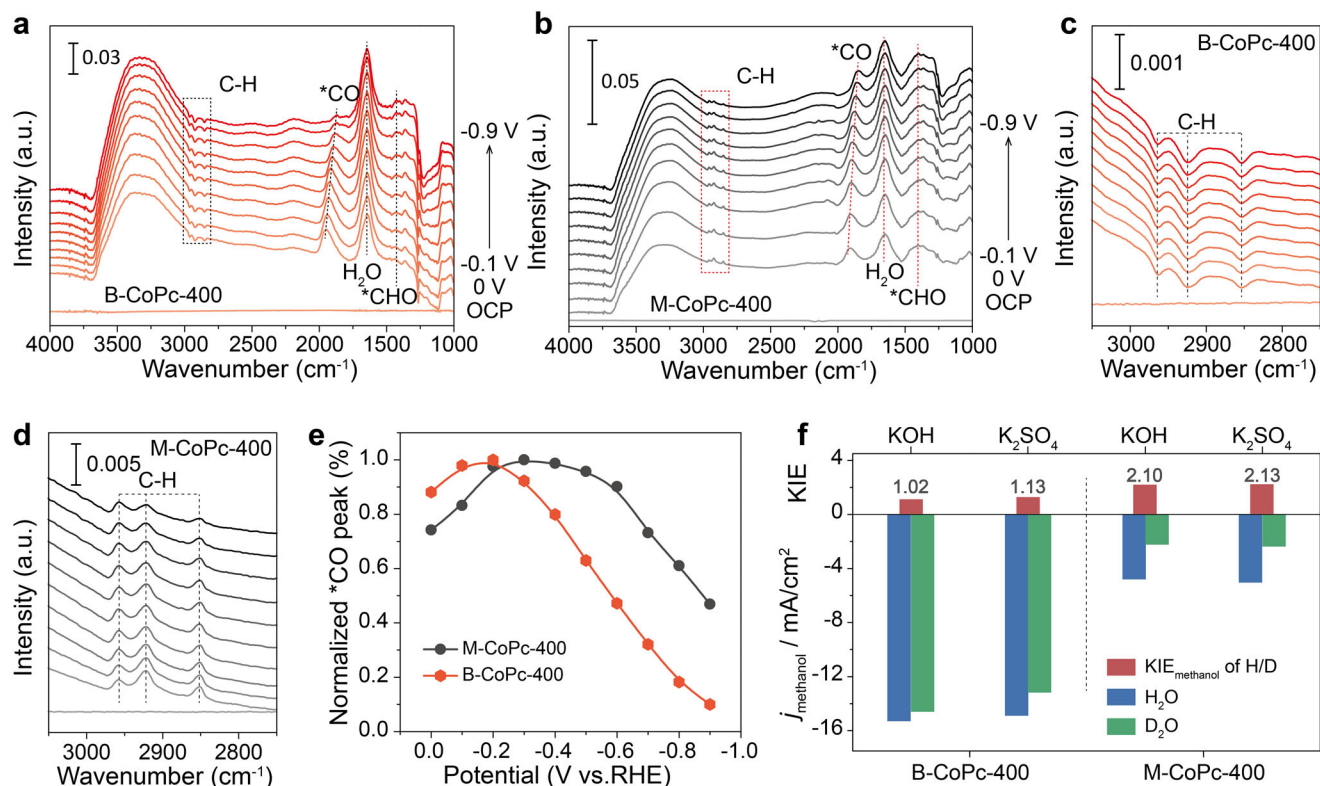 a
0.03
C-H
*CO
-0.9 V
-0.1 V
0 V
OCP
H₂O
*CHO
B-CoPc-400
Intensity (a.u.)
4000 3500 3000 2500 2000 1500 1000
Wavenumber (cm⁻¹)
b
0.05
C-H
*CO
-0.9 V
-0.1 V
0 V
OCP
H₂O
*CHO
M-CoPc-400
Intensity (a.u.)
4000 3500 3000 2500 2000 1500 1000
Wavenumber (cm⁻¹)
c
B-CoPc-400
0.001
C-H
Intensity (a.u.)
3000 2900 2800
Wavenumber (cm⁻¹)
d
M-CoPc-400
0.005
C-H
Intensity (a.u.)
3000 2850 2750
Wavenumber (cm⁻¹)
e
Normalized *CO peak (%)
1.0
0.8
0.6
0.4
0.2
0.0
M-CoPc-400
B-CoPc-400
0.0 -0.2 -0.4 -0.6 -0.8 -1.0
Potential (V vs.RHE)
f
KOH K₂SO₄ KOH K₂SO₄
KIE
1.02 1.13 2.10 2.13
0
-4
-8
-12
-16
j methanol / mA/cm²
KIE methanol of H/D
H₂O
D₂O
B-CoPc-400 M-CoPc-400